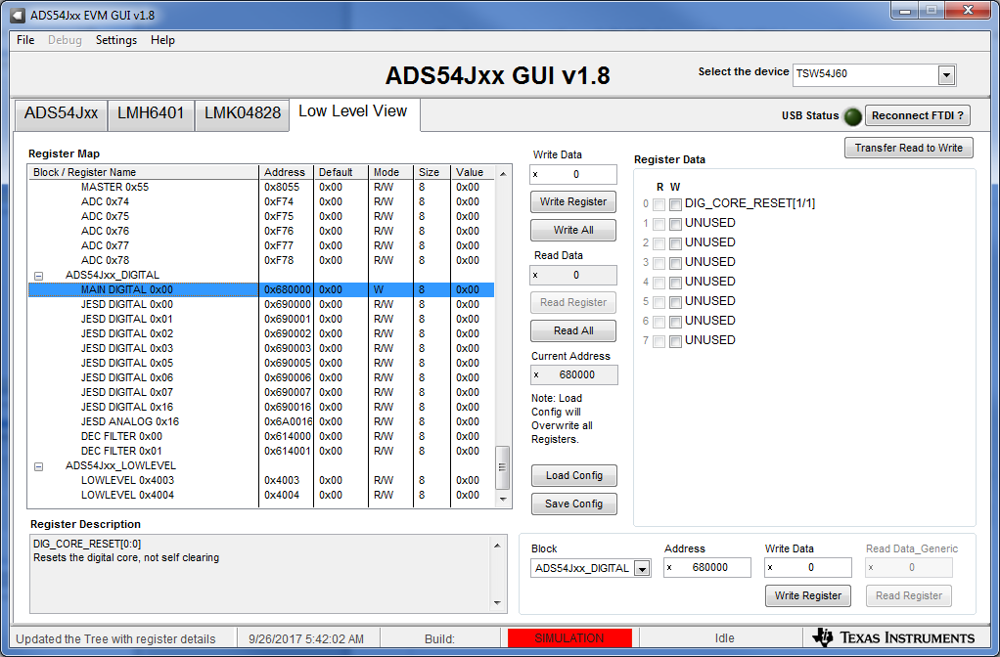 ADS54Jxx EVM GUI v1.8
File Debug Settings Help
ADS54Jxx GUI v1.8
Select the device TSW54J60
ADS54Jxx LMH6401 LMK04828 Low Level View
USB Status Reconnect FTDI ?
Transfer Read to Write
Register Map
Block / Register Name Address Default Mode Size Value
MASTER 0x55 0x8055 0x00 R/W 8 0x00
ADC 0x74 0xF74 0x00 R/W 8 0x00
ADC 0x75 0xF75 0x00 R/W 8 0x00
ADC 0x76 0xF76 0x00 R/W 8 0x00
ADC 0x77 0xF77 0x00 R/W 8 0x00
ADC 0x78 0xF78 0x00 R/W 8 0x00
ADS54Jxx_DIGITAL
MAIN DIGITAL 0x00 0x680000 0x00 W 8 0x00
JESD DIGITAL 0x00 0x690000 0x00 R/W 8 0x00
JESD DIGITAL 0x01 0x690001 0x00 R/W 8 0x00
JESD DIGITAL 0x02 0x690002 0x00 R/W 8 0x00
JESD DIGITAL 0x03 0x690003 0x00 R/W 8 0x00
JESD DIGITAL 0x05 0x690005 0x00 R/W 8 0x00
JESD DIGITAL 0x06 0x690006 0x00 R/W 8 0x00
JESD DIGITAL 0x07 0x690007 0x00 R/W 8 0x00
JESD DIGITAL 0x16 0x690016 0x00 R/W 8 0x00
JESD ANALOG 0x16 0x6A0016 0x00 R/W 8 0x00
DEC FILTER 0x00 0x614000 0x00 R/W 8 0x00
DEC FILTER 0x01 0x614001 0x00 R/W 8 0x00
ADS54Jxx_LOWLEVEL
LOWLEVEL 0x4003 0x4003 0x00 R/W 8 0x00
LOWLEVEL 0x4004 0x4004 0x00 R/W 8 0x00
Write Data
x 0
Write Register
Write All
Read Data
x 0
Read Register
Read All
Current Address
x 680000
Note: Load
Config will
Overwrite all
Registers.
Load Config
Save Config
Register Data
R W
0 DIG_CORE_RESET[1/1]
1 UNUSED
2 UNUSED
3 UNUSED
4 UNUSED
5 UNUSED
6 UNUSED
7 UNUSED
Register Description
DIG_CORE_RESET[0:0]
Resets the digital core, not self clearing
Block Address Write Data Read Data_Generic
ADS54Jxx_DIGITAL x 680000 x 0 x 0
Write Register Read Register
Updated the Tree with register details 9/26/2017 5:42:02 AM Build: SIMULATION Idle TEXAS INSTRUMENTS